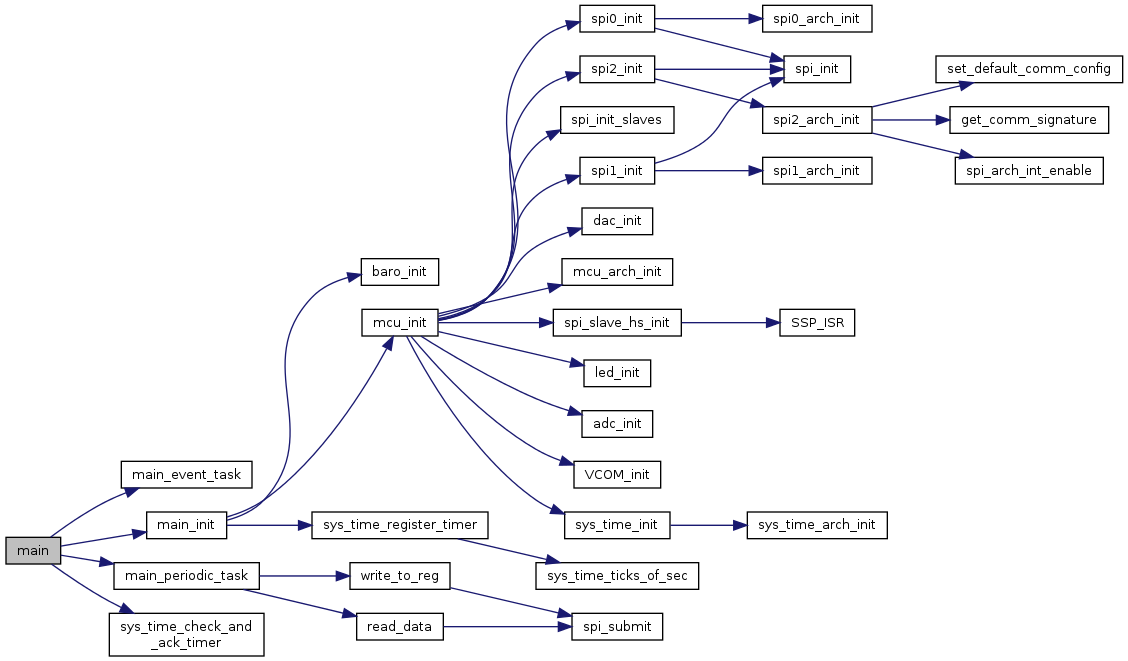 spi0_init
spi0_arch_init
spi2_init
spi_init
set_default_comm_config
spi_init_slaves
spi2_arch_init
get_comm_signature
spi1_init
spi1_arch_init
spi_arch_int_enable
dac_init
baro_init
mcu_arch_init
mcu_init
spi_slave_hs_init
SSP_ISR
led_init
adc_init
main_event_task
VCOM_init
main_init
sys_time_register_timer
sys_time_init
sys_time_arch_init
main
main_periodic_task
write_to_reg
sys_time_ticks_of_sec
sys_time_check_and
_ack_timer
read_data
spi_submit